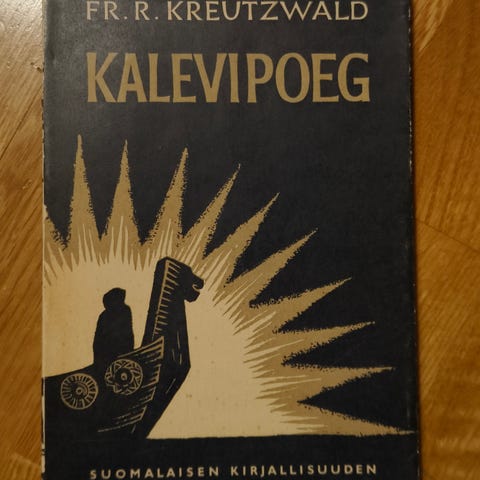 FR. R. KREUTZWALD
KALEVIPOEG
SUOMALAISEN KIRJALLISUUDEN